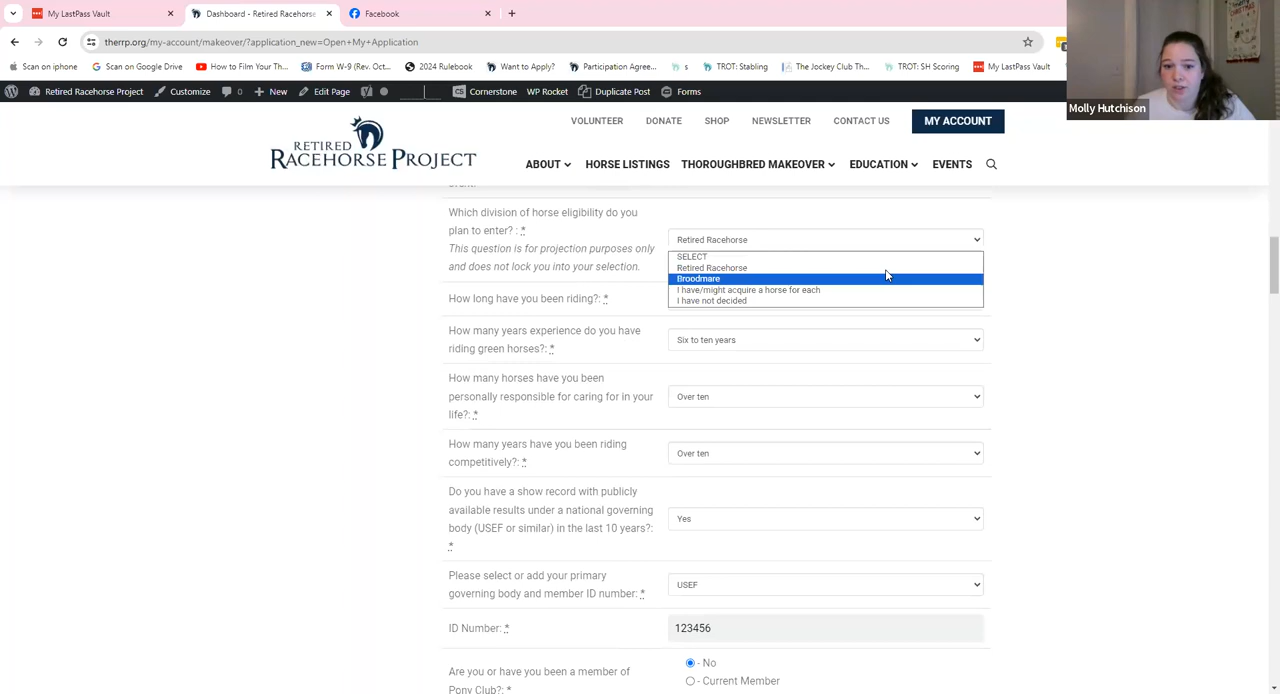 My LastPass Vault
Dashboard - Retired Racehorse
Facebook
therrp.org/my-account/makeover/?application_new=Open+My+Application
Scan on iphone
Scan on Google Drive
How to Film Your Th...
Form W-9 (Rev....
2024 Rulebook
Want to Apply?
Participation Agree...
s
TROT: Stabling
The Jockey Club Th...
TROT: SH Scoring
My LastPass Vault
Retired Racehorse Project
Customize
0
New
Edit Page
Cornerstone
WP Rocket
Duplicate Post
Forms
Molly Hutchison
RETIRED
RACEHORSE PROJECT
VOLUNTEER
DONATE
SHOP
NEWSLETTER
CONTACT US
MY ACCOUNT
ABOUT
HORSE LISTINGS
THOROUGHBRED MAKEOVER
EDUCATION
EVENTS
Which division of horse eligibility do you
plan to enter? : *
This question is for projection purposes only
and does not lock you into your selection.
Retired Racehorse
SELECT
Retired Racehorse
Broodmare
I have/might acquire a horse for each
I have not decided
How long have you been riding?: *
How many years experience do you have
riding green horses?: *
Six to ten years
How many horses have you been
personally responsible for caring for in your
life?: *
Over ten
How many years have you been riding
competitively?: *
Over ten
Do you have a show record with publicly
available results under a national governing
body (USEF or similar) in the last 10 years?:
*
Yes
Please select or add your primary
governing body and member ID number: *
USEF
ID Number: *
123456
Are you or have you been a member of
Pony Club?: *
- No
- Current Member